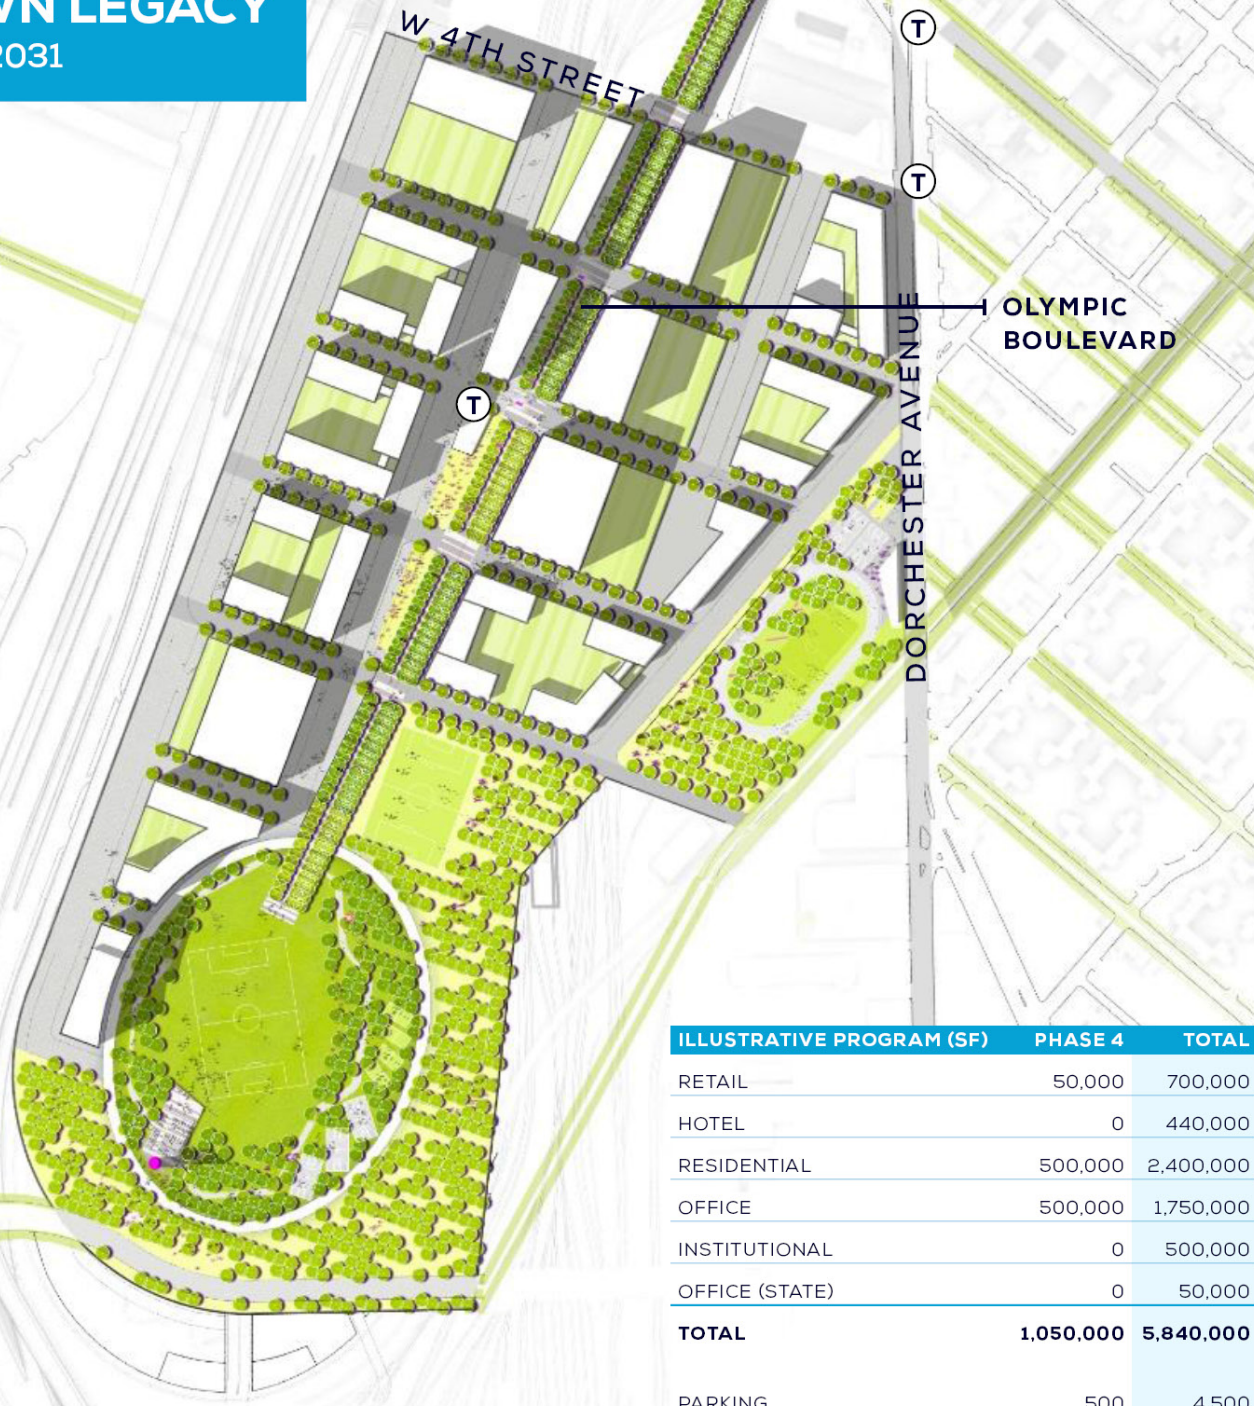 WN LEGACY
2031
W 4TH STREET
T
T
OLYMPIC
BOULEVARD
T
DORCHESTER AVENUE
ILLUSTRATIVE PROGRAM (SF) PHASE 4 TOTAL
RETAIL 50,000 700,000
HOTEL 0 440,000
RESIDENTIAL 500,000 2,400,000
OFFICE 500,000 1,750,000
INSTITUTIONAL 0 500,000
OFFICE (STATE) 0 50,000
TOTAL 1,050,000 5,840,000
PARKING 500 4,500